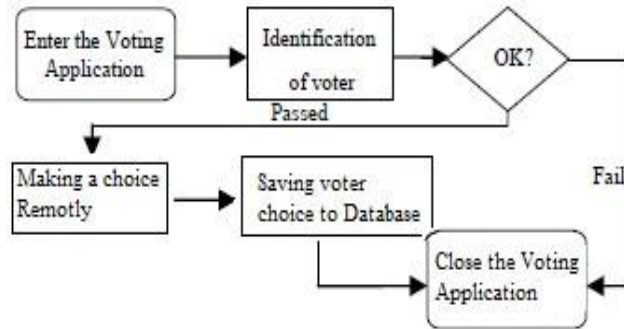 Enter the Voting
Application
Identification
of voter
OK?
Passed
Making a choice
Remotly
Saving voter
choice to Database
Fail
Close the Voting
Application